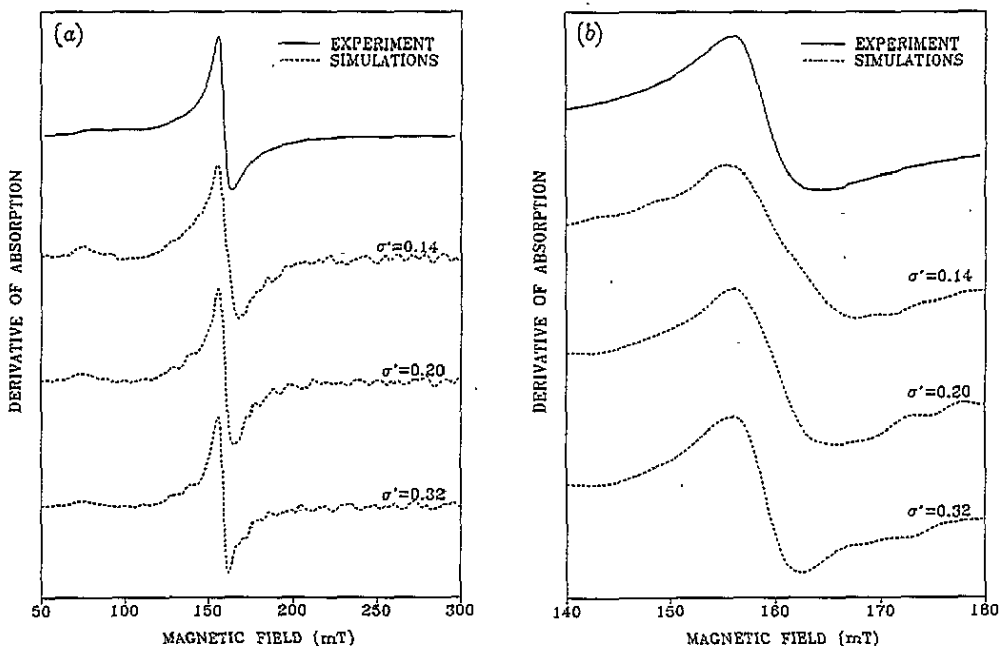 (a)
EXPERIMENT
SIMULATIONS
σ'=0.14
σ'=0.20
σ'=0.32
DERIVATIVE OF ABSORPTION
50 100 150 200 250 300
MAGNETIC FIELD (mT)
(b)
EXPERIMENT
SIMULATIONS
σ'=0.14
σ'=0.20
σ'=0.32
DERIVATIVE OF ABSORPTION
140 150 160 170 180
MAGNETIC FIELD (mT)